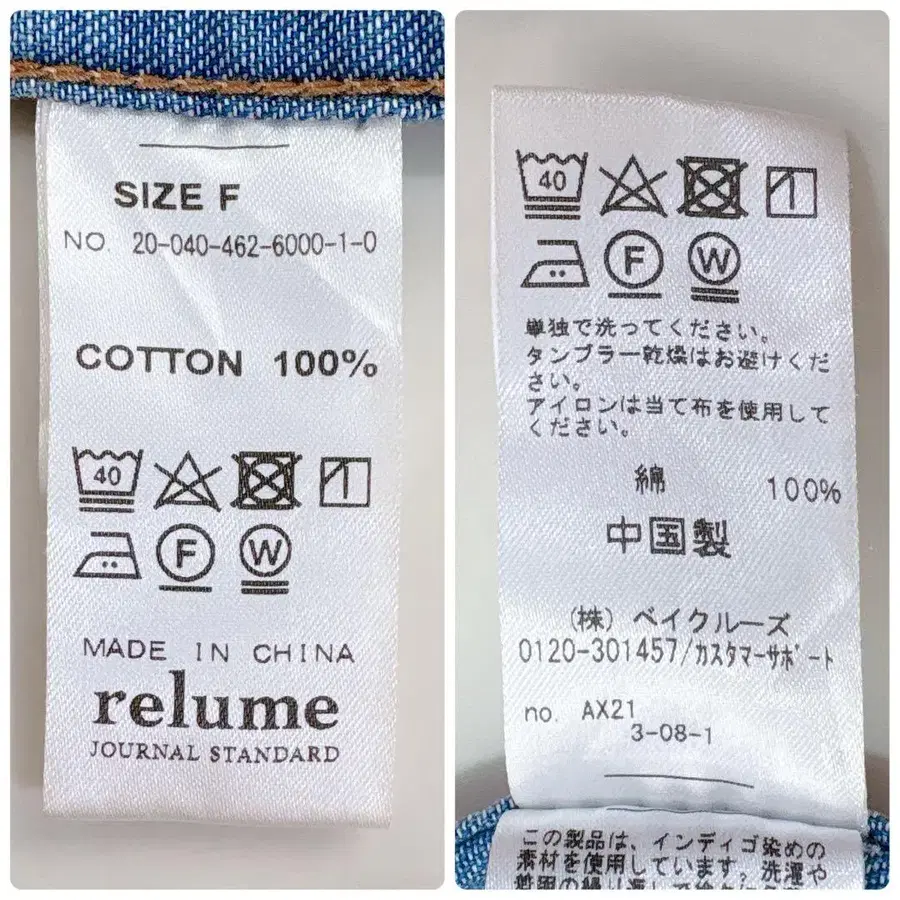 SIZE F
NO. 20-040-462-6000-1-0
COTTON 100%
40
F W
MADE IN CHINA
relume
JOURNAL STANDARD
40
F W
単独で洗ってください。
タンブラー乾燥はお避けくだ
さい。
アイロンは当て布を使用して
ください。
綿 100%
中国製
(株) ベイクルーズ
0120-301457/カスタマーサポート
no. AX21
3-08-1
この製品は、インディゴ染めの
素材を使用しています。洗濯や